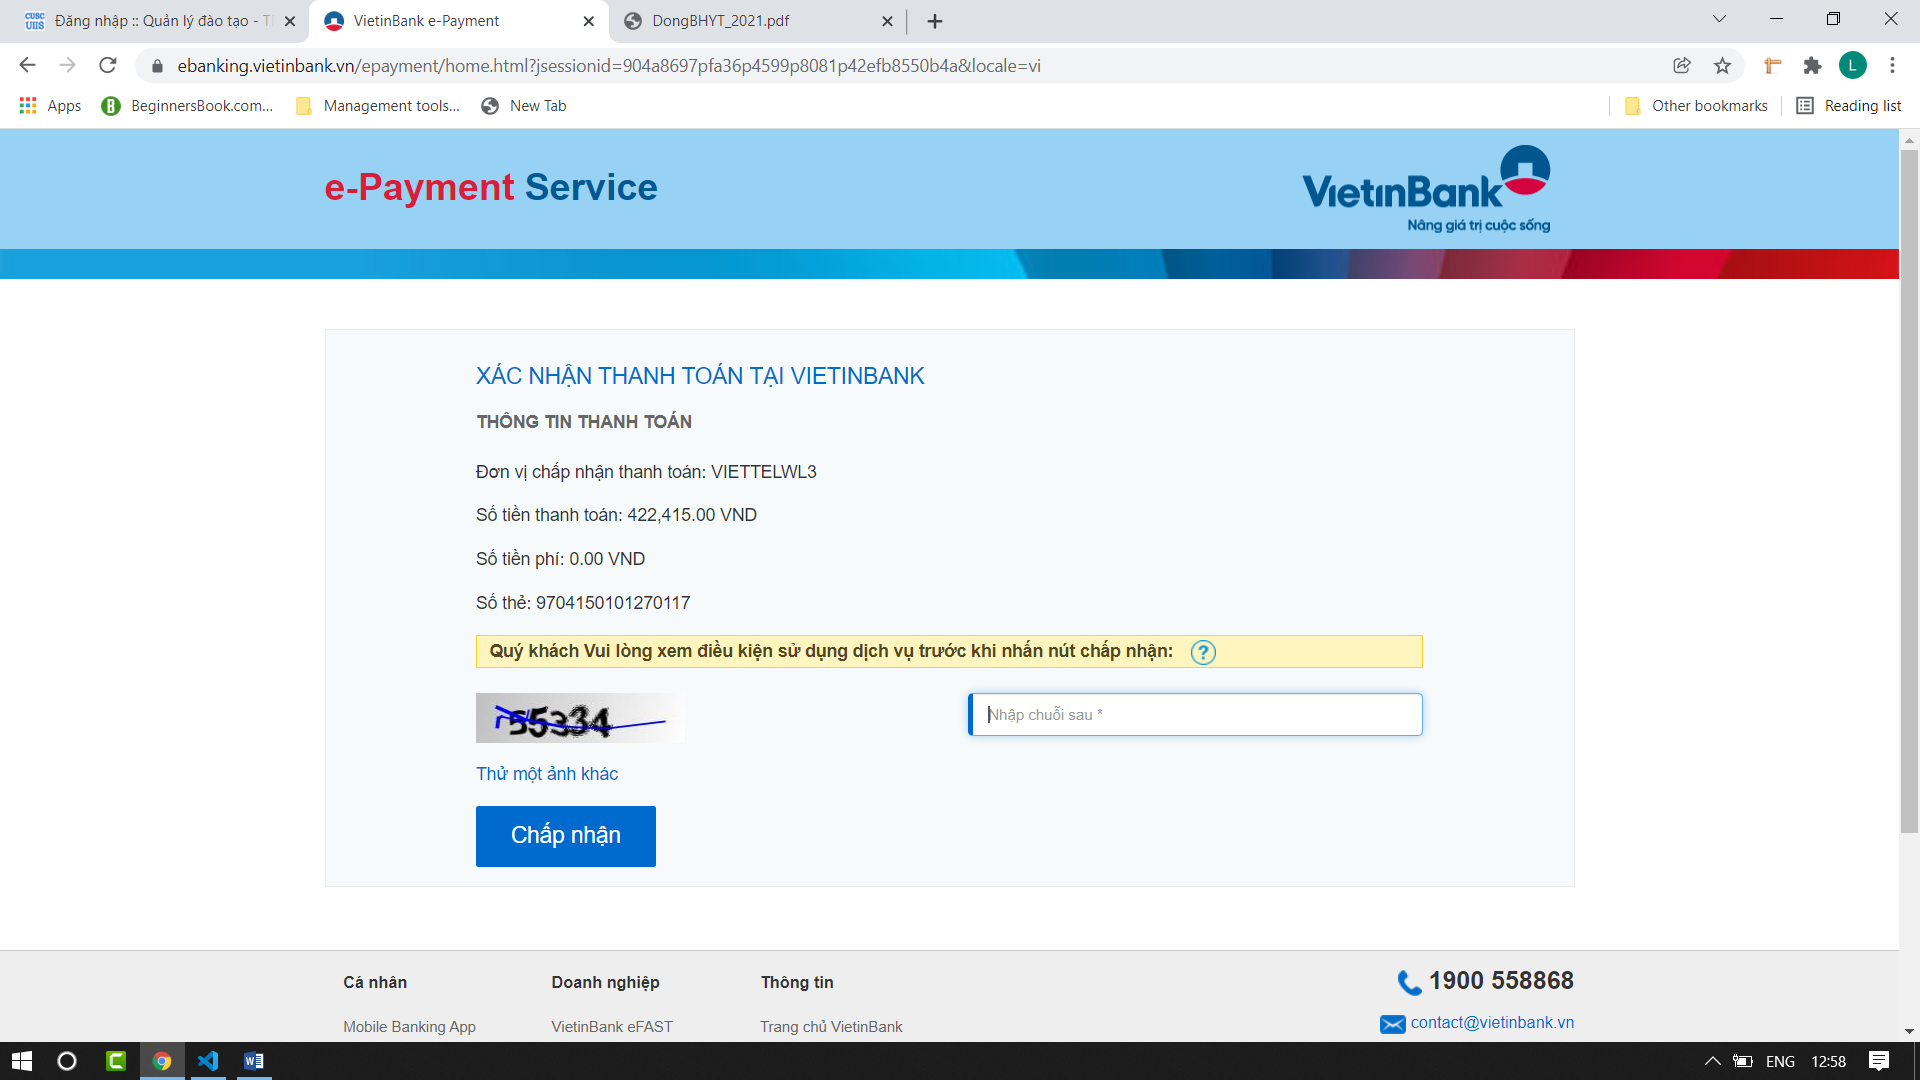 Đăng nhập :: Quản lý đào tạo - T
VietinBank e-Payment
DongBHYT_2021.pdf
ebanking.vietinbank.vn/epayment/home.html?jsessionid=904a8697pfa36p4599p8081p42efb8550b4a&locale=vi
L
Apps
BeginnersBook.com...
Management tools...
New Tab
Other bookmarks
Reading list
e-Payment Service
VietinBank
Nâng giá trị cuộc sống
XÁC NHẬN THANH TOÁN TẠI VIETINBANK
THÔNG TIN THANH TOÁN
Đơn vị chấp nhận thanh toán: VIETTELWL3
Số tiền thanh toán: 422,415.00 VND
Số tiền phí: 0.00 VND
Số thẻ: 9704150101270117
Quý khách Vui lòng xem điều kiện sử dụng dịch vụ trước khi nhấn nút chấp nhận: ?
Nhập chuỗi sau *
Thử một ảnh khác
Chấp nhận
Cá nhân
Doanh nghiệp
Thông tin
1900 558868
Mobile Banking App
VietinBank eFAST
Trang chủ VietinBank
contact@vietinbank.vn
ENG
12:58